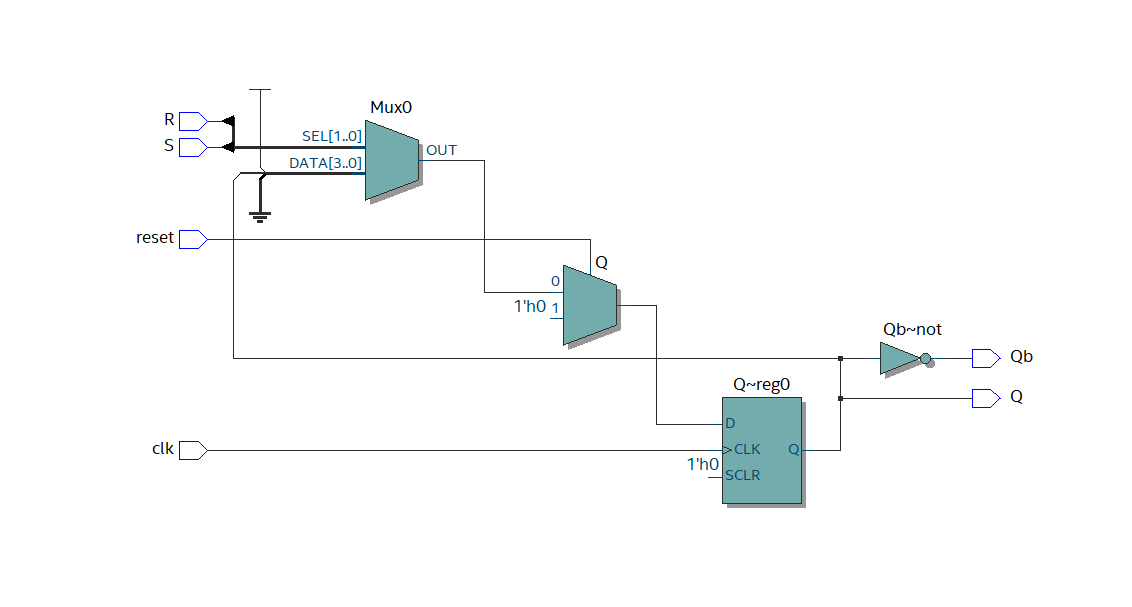 Mux0
R
S
SEL[1..0]
DATA[3..0]
OUT
reset
Q
0
1'h0
1
Qb~not
Qb
Q~reg0
Q
D
clk
CLK
Q
1'h0
SCLR